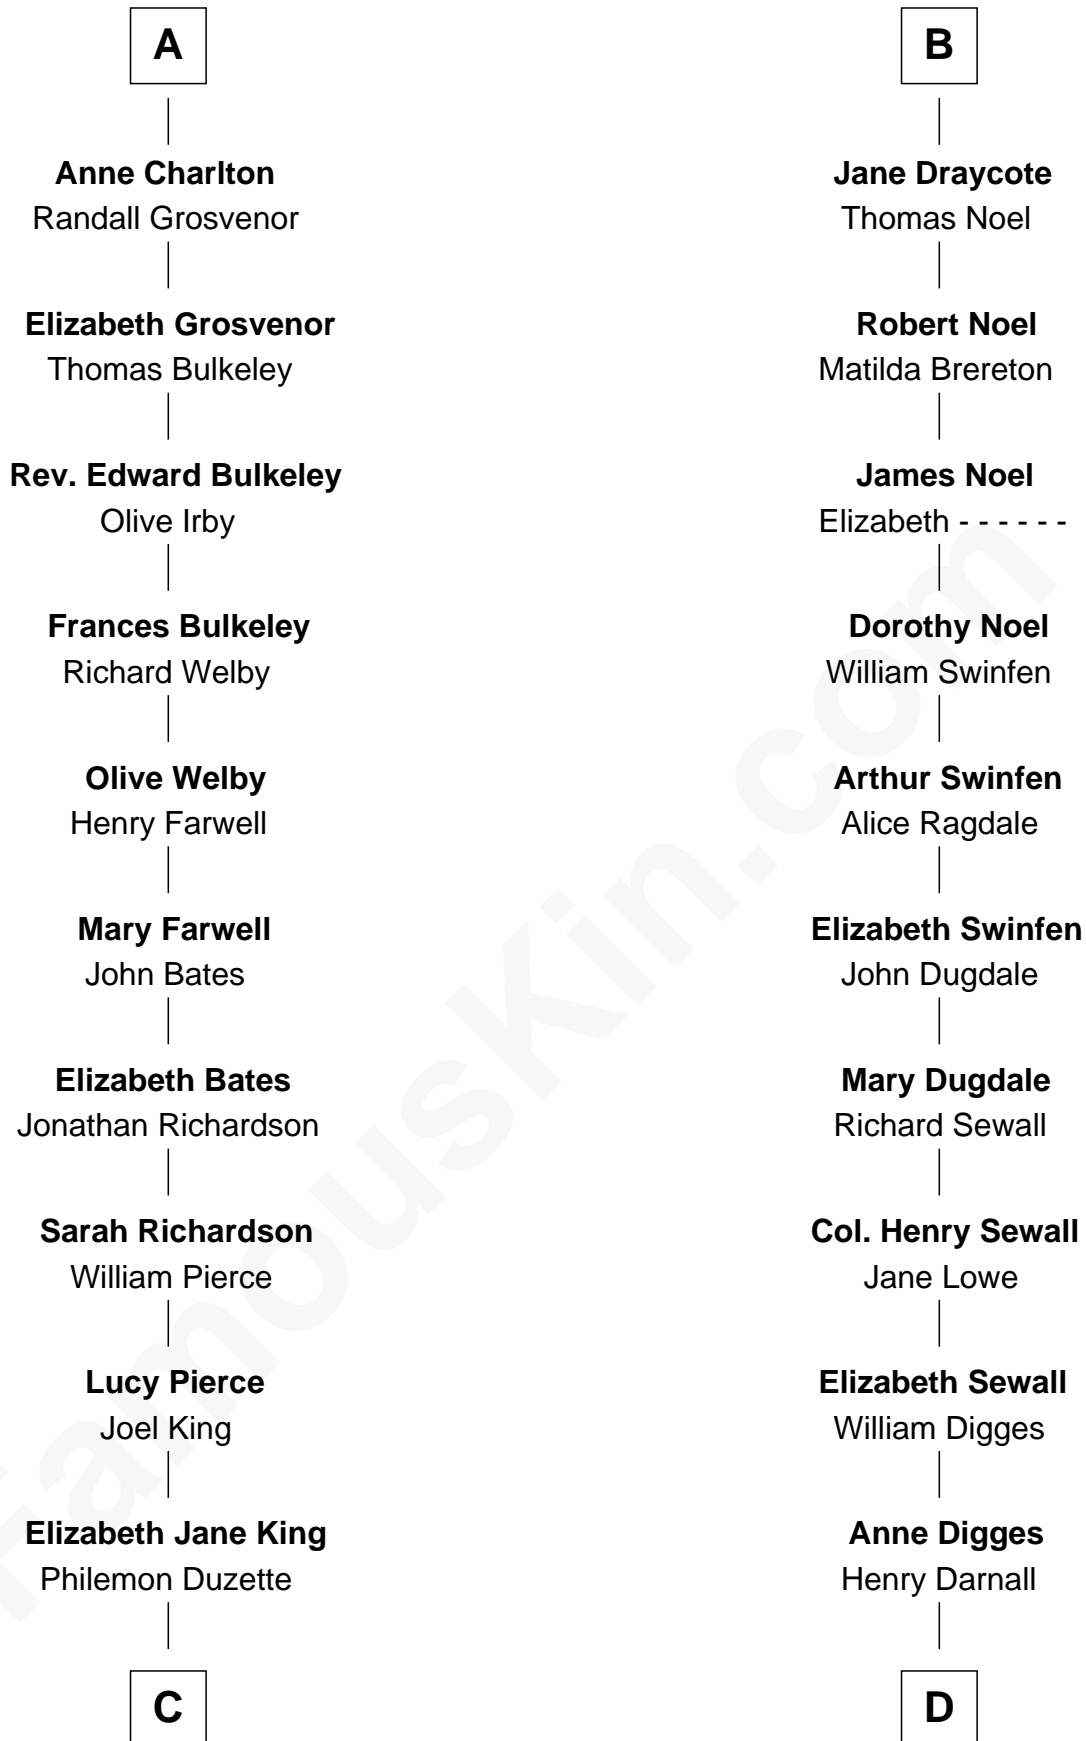 A
Anne Charlton
Randall Grosvenor
Elizabeth Grosvenor
Thomas Bulkeley
Rev. Edward Bulkeley
Olive Irby
Frances Bulkeley
Richard Welby
Olive Welby
Henry Farwell
Mary Farwell
John Bates
Elizabeth Bates
Jonathan Richardson
Sarah Richardson
William Pierce
Lucy Pierce
Joel King
Elizabeth Jane King
Philemon Duzette
C
B
Jane Draycote
Thomas Noel
Robert Noel
Matilda Brereton
James Noel
Elizabeth - - - - - -
Dorothy Noel
William Swinfen
Arthur Swinfen
Alice Ragdale
Elizabeth Swinfen
John Dugdale
Mary Dugdale
Richard Sewall
Col. Henry Sewall
Jane Lowe
Elizabeth Sewall
William Digges
Anne Digges
Henry Darnall
D
FamousKin.com